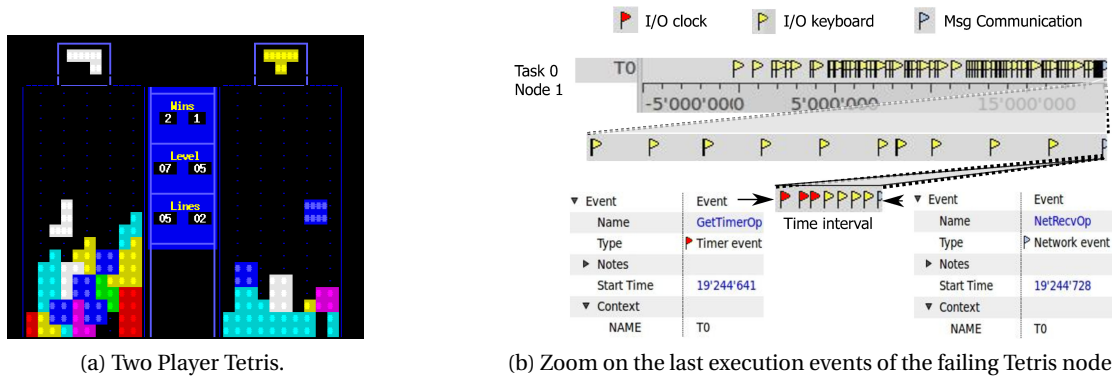 I/O clock I/O keyboard Msg Communication
Wins
2 1
Level
07 05
Lines
05 02
Task 0
Node 1
T0
-5'000'0000 5'000'000 15'000'000
Time interval
Event Event
Name GetTimerOp
Type Timer event
Notes
Start Time 19'244'641
Context
NAME T0
Event Event
Name NetRecvOp
Type Network event
Notes
Start Time 19'244'728
Context
NAME T0
(a) Two Player Tetris.
(b) Zoom on the last execution events of the failing Tetris node